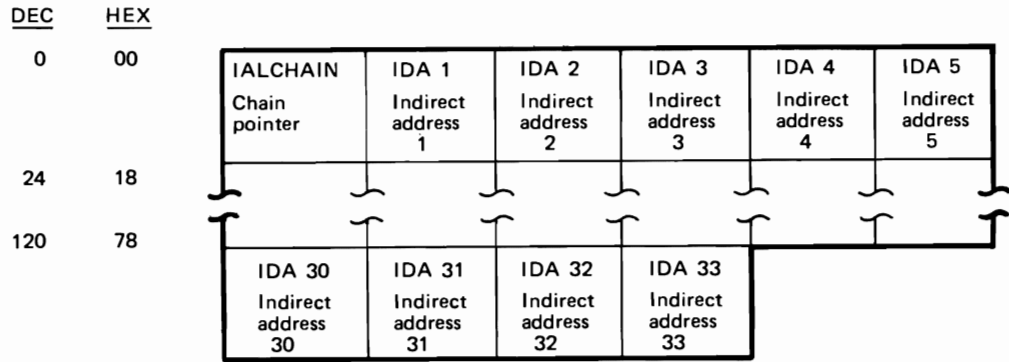 DEC HEX
0 00
IALCHAIN IDA 1 IDA 2 IDA 3 IDA 4 IDA 5
Chain Indirect Indirect Indirect Indirect Indirect
pointer address address address address address
1 2 3 4 5
24 18
120 78
IDA 30 IDA 31 IDA 32 IDA 33
Indirect Indirect Indirect Indirect
address address address address
30 31 32 33